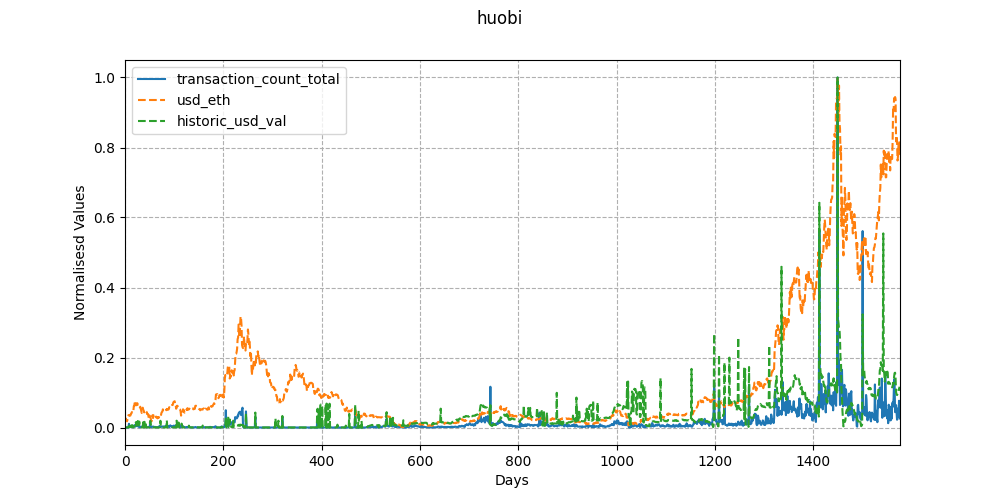 huobi
transaction_count_total
usd_eth
historic_usd_val
Normalisesd Values
1.0
0.8
0.6
0.4
0.2
0.0
0 200 400 600 800 1000 1200 1400
Days